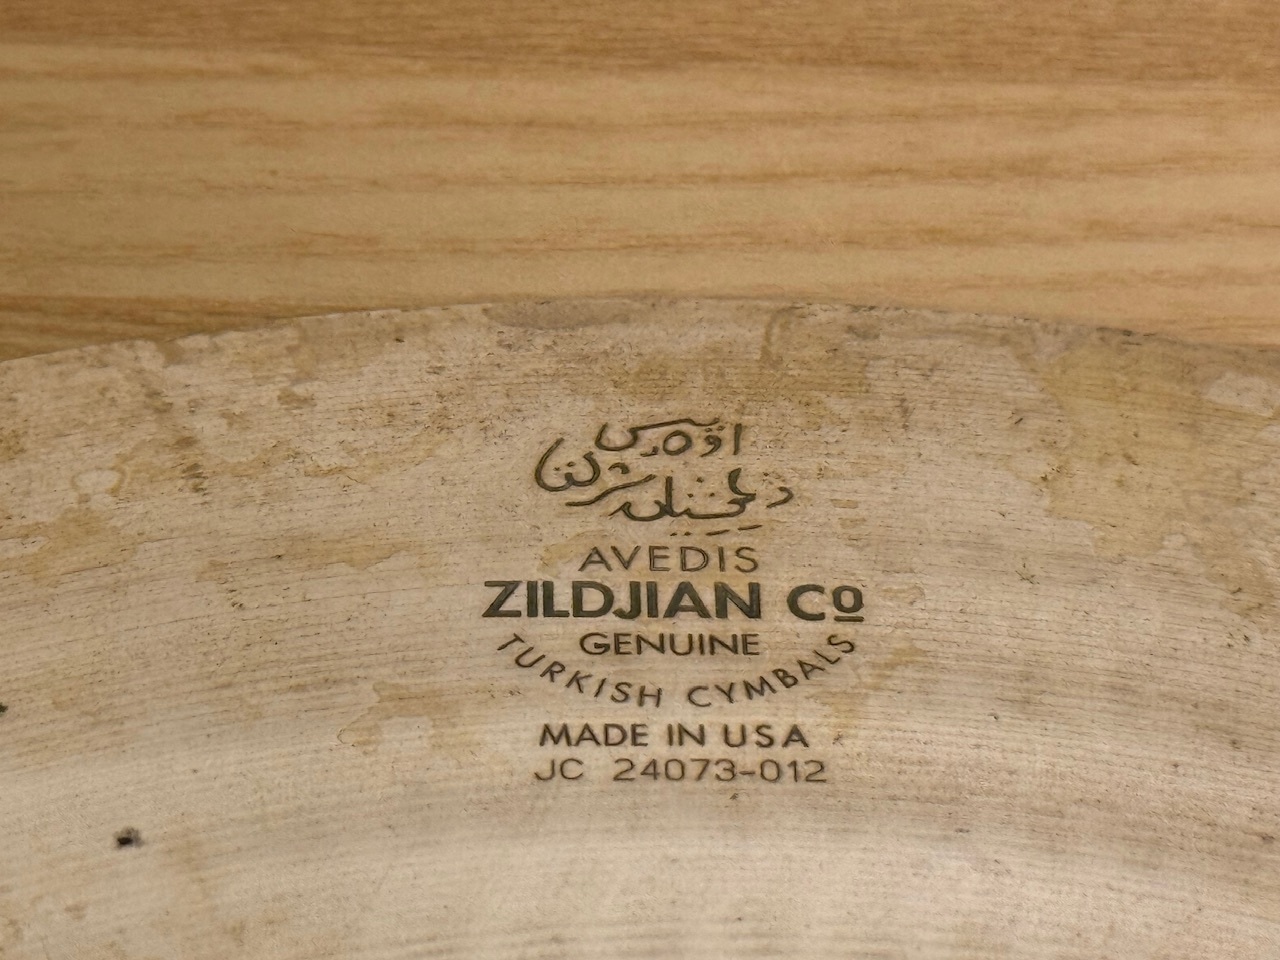 AVEDIS
ZILDJIAN Co
GENUINE
TURKISH CYMBALS
MADE IN USA
JC 24073-012